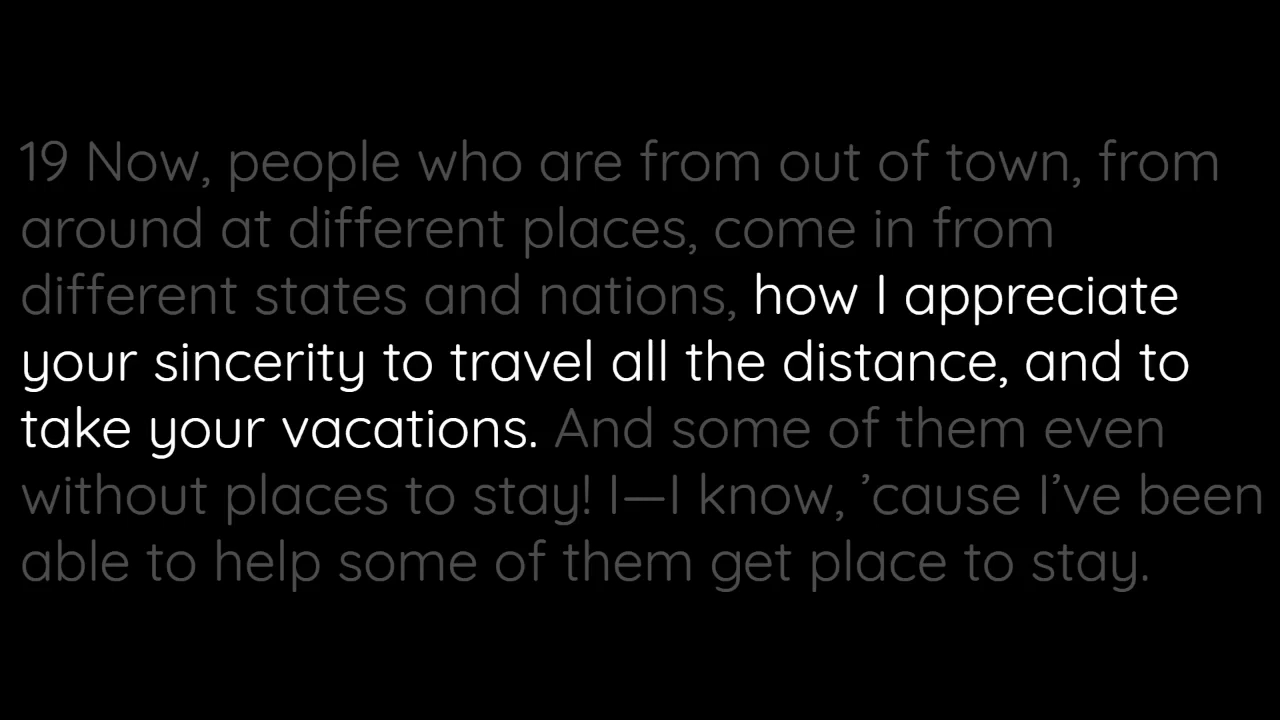 19 Now, people who are from out of town, from
around at different places, come in from
different states and nations, how I appreciate
your sincerity to travel all the distance, and to
take your vacations. And some of them even
without places to stay! I—I know, ’cause I’ve been
able to help some of them get place to stay.